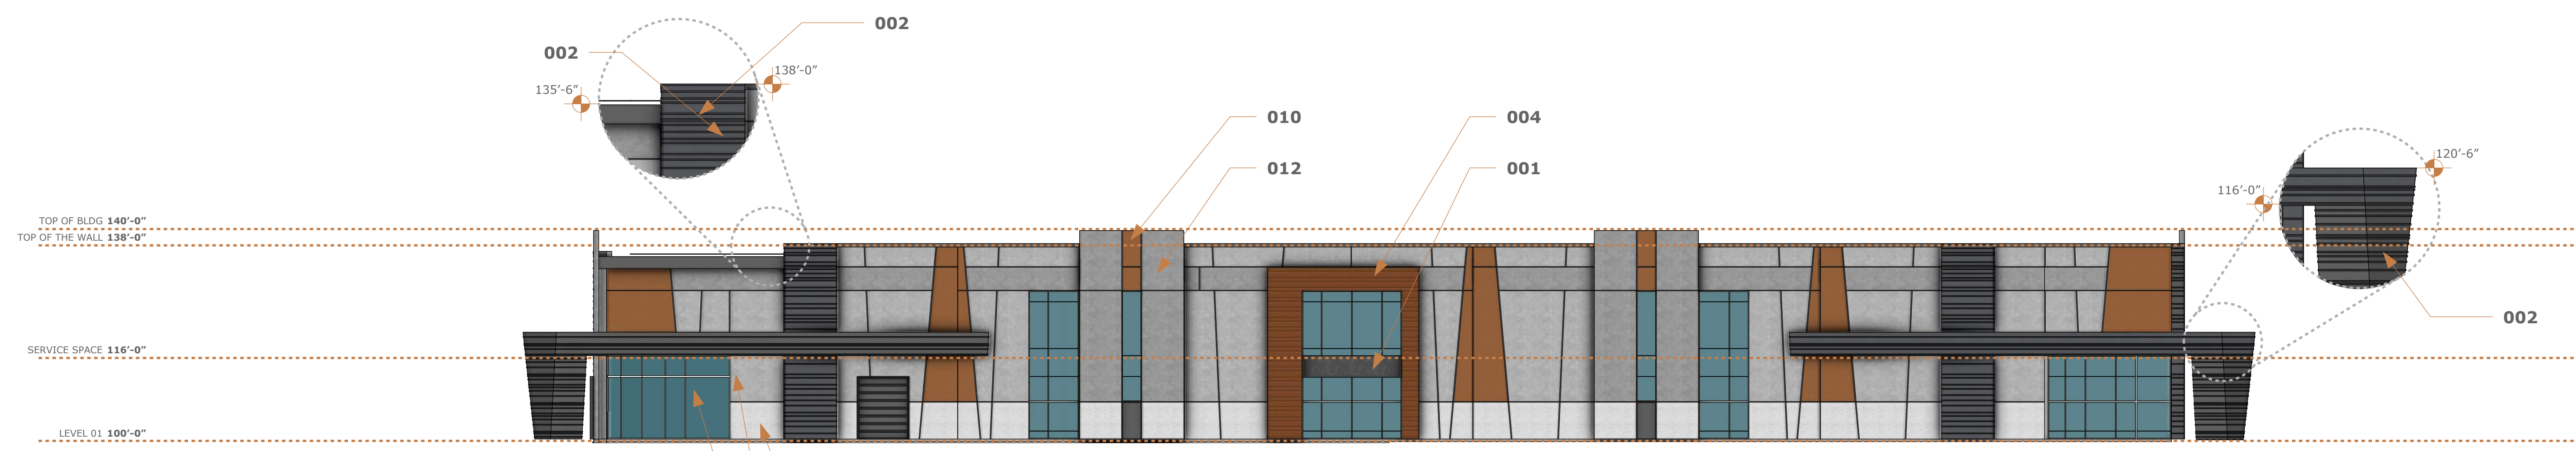 002
002
138’-0”
135’-6”
010
004
012
001
120’-6”
116’-0”
002
TOP OF BLDG 140’-0”
TOP OF THE WALL 138’-0”
SERVICE SPACE 116’-0”
LEVEL 01 100’-0”